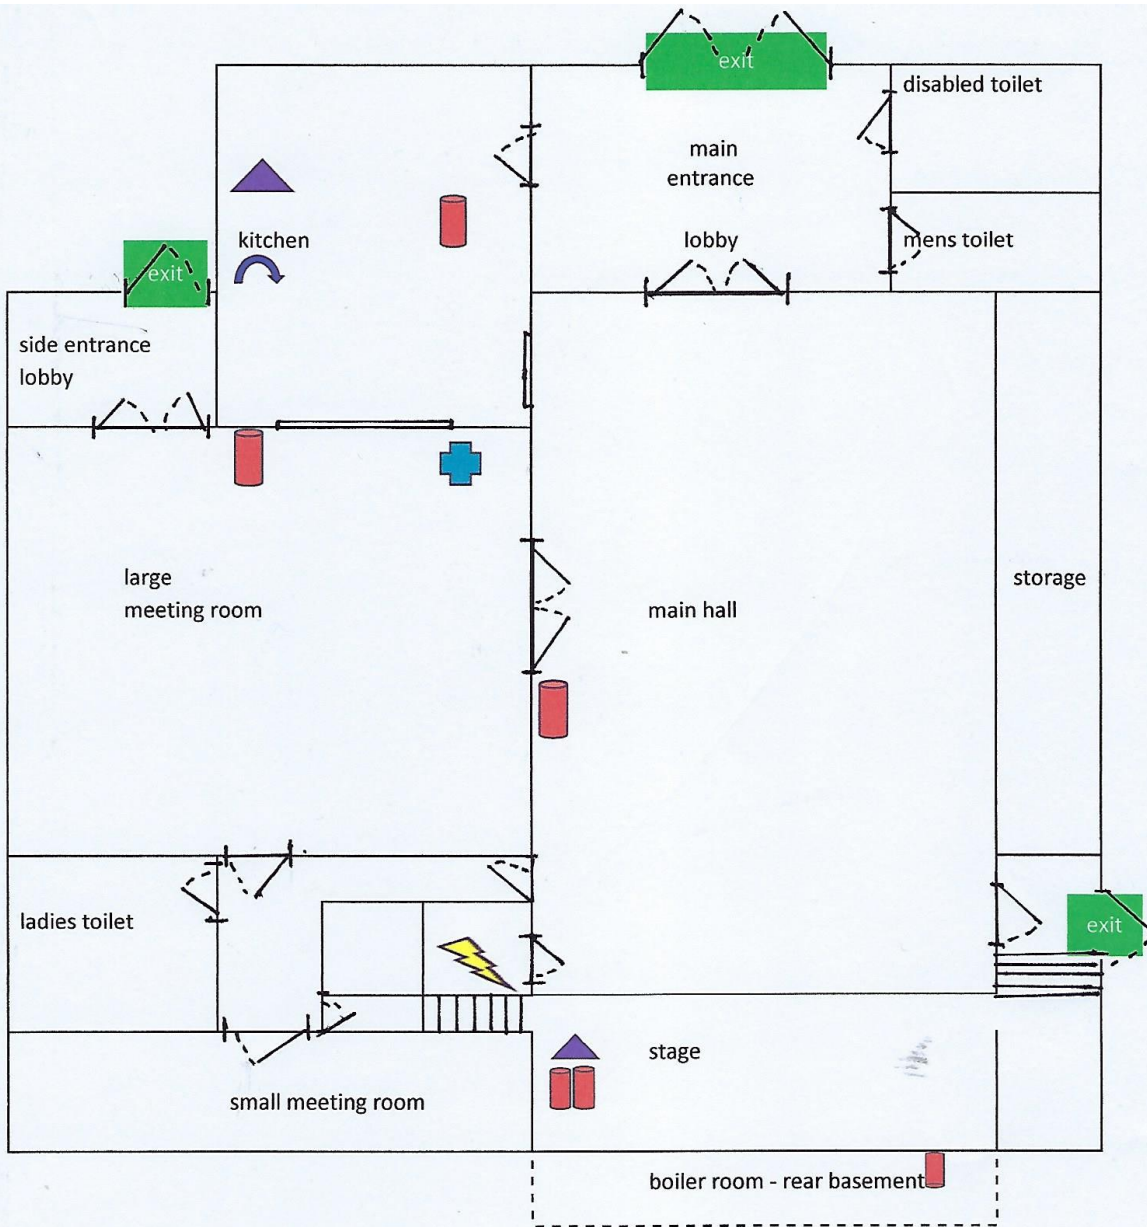 exit
disabled toilet
main
entrance
kitchen
lobby
mens toilet
exit
side entrance
lobby
large
meeting room
main hall
storage
ladies toilet
exit
stage
small meeting room
boiler room - rear basement